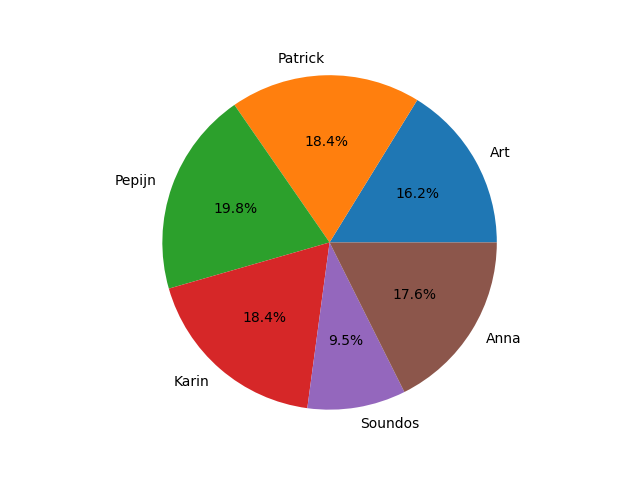 Patrick
Art
18.4%
Pepijn
16.2%
19.8%
18.4%
17.6%
9.5%
Anna
Karin
Soundos